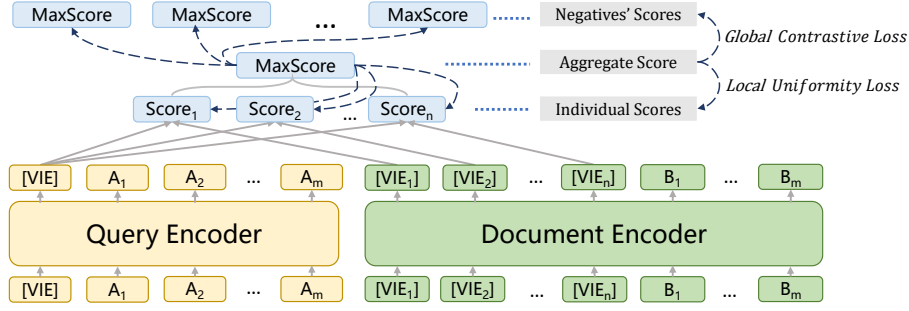 MaxScore MaxScore ... MaxScore Negatives' Scores
Global Contrastive Loss
MaxScore Aggregate Score
Local Uniformity Loss
Score1 Score2 ... Scoren Individual Scores
[VIE] A1 A2 ... Am [VIE1] [VIE2] ... [VIEn] B1 ... Bm
Query Encoder Document Encoder
[VIE] A1 A2 ... Am [VIE1] [VIE2] ... [VIEn] B1 ... Bm